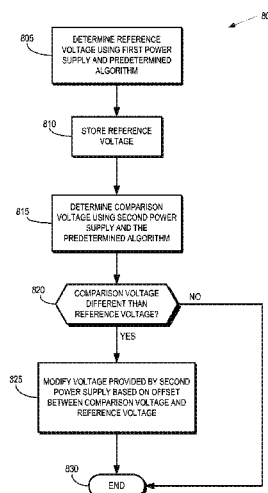 80
805
DETERMINE REFERENCE
VOLTAGE USING FIRST POWER
SUPPLY AND PREDETERMINED
ALGORITHM
810
STORE REFERENCE
VOLTAGE
815
DETERMINE COMPARISON
VOLTAGE USING SECOND POWER
SUPPLY AND THE
PREDETERMINED ALGORITHM
820
COMPARISON VOLTAGE
DIFFERENT THAN
REFERENCE VOLTAGE?
NO
YES
825
MODIFY VOLTAGE PROVIDED BY SECOND
POWER SUPPLY BASED ON OFFSET
BETWEEN COMPARISON VOLTAGE AND
REFERENCE VOLTAGE
830
END